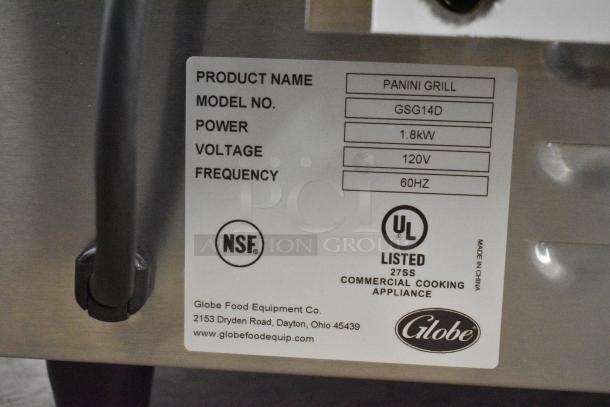 PRODUCT NAME PANINI GRILL
MODEL NO. GSG14D
POWER 1.8kW
VOLTAGE 120V
FREQUENCY 60HZ
PCI
AUCTION GROUP
NSF
UL
LISTED
27SS
COMMERCIAL COOKING
APPLIANCE
MADE IN CHINA
Globe Food Equipment Co.
2153 Dryden Road, Dayton, Ohio 45439
www.globefoodequip.com
Globe